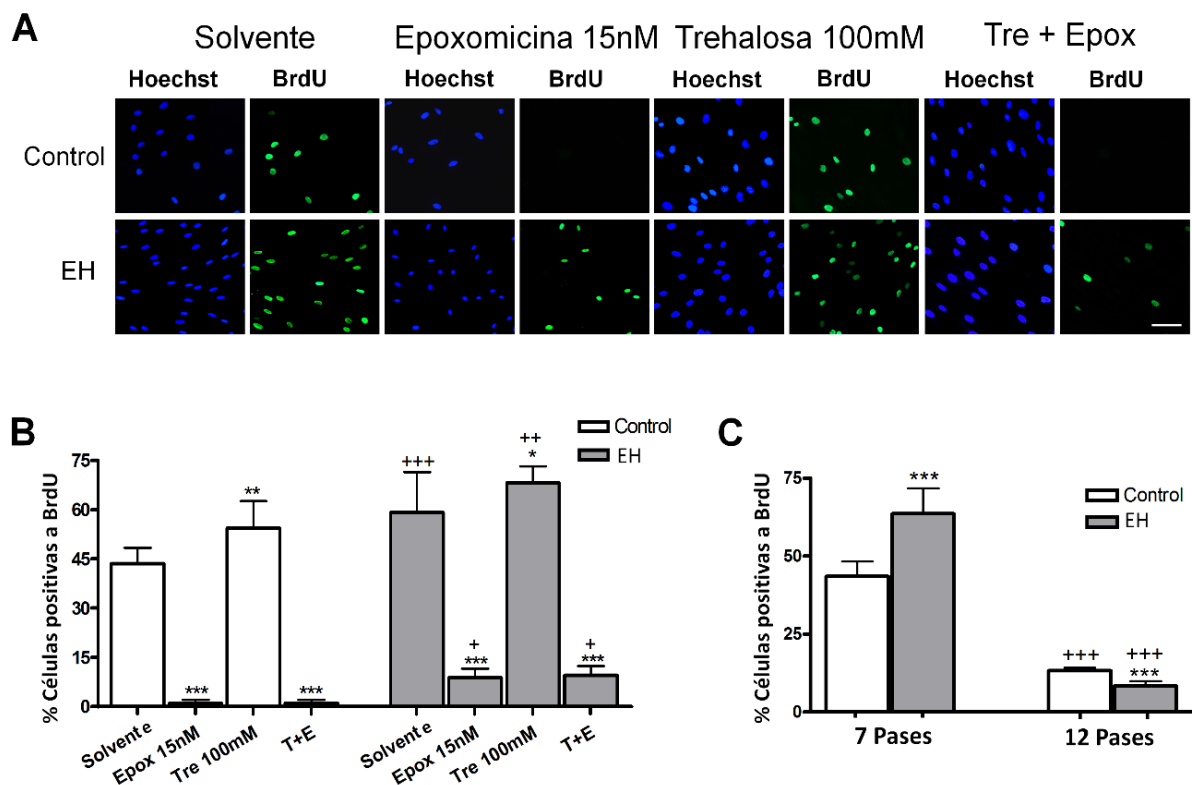 A
Solvente Epoxomicina 15nM Trehalosa 100mM Tre + Epox
Hoechst BrdU Hoechst BrdU Hoechst BrdU Hoechst BrdU
Control
EH
B
Control
EH
% Células positivas a BrdU
75
60
45
30
15
0
*** ** *** +++ + *** ++ * + ***
Solvente Epox 15nM Tre 100mM T+E Solvente Epox 15nM Tre 100mM T+E
C
Control
EH
% Células positivas a BrdU
75
50
25
0
*** +++ +++ ***
7 Pases 12 Pases